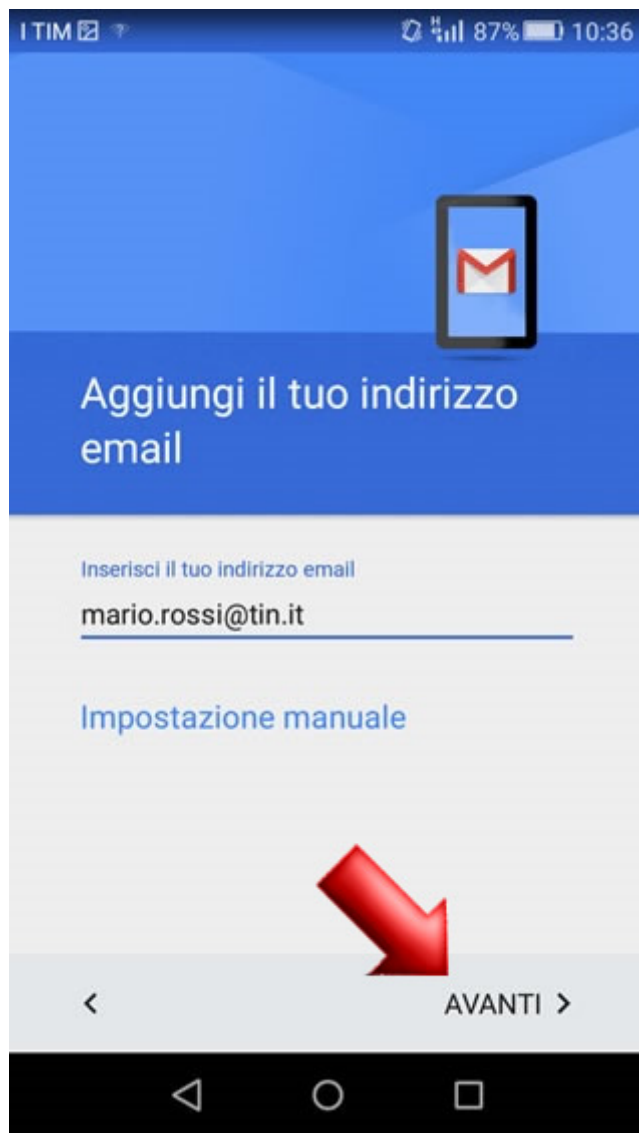 I TIM 87% 10:36
Aggiungi il tuo indirizzo
email
Inserisci il tuo indirizzo email
mario.rossi@tin.it
Impostazione manuale
AVANTI